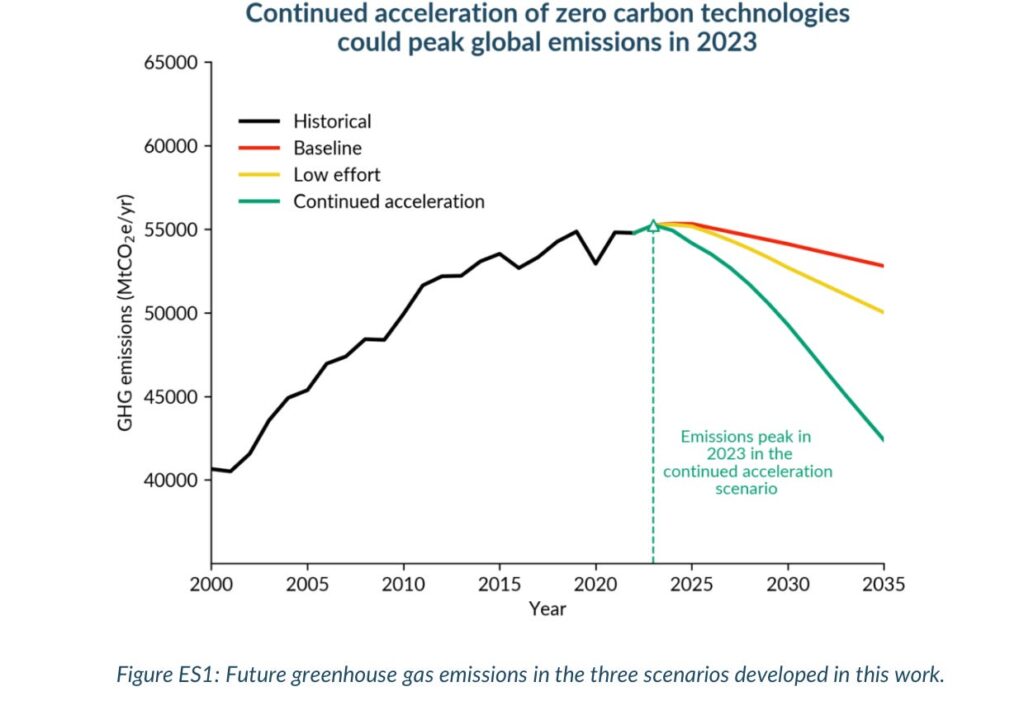 Continued acceleration of zero carbon technologies
could peak global emissions in 2023
65000
60000
55000
50000
45000
40000
GHG emissions (MtCO₂e/yr)
Historical
Baseline
Low effort
Continued acceleration
Emissions peak in
2023 in the
continued acceleration
scenario
2000 2005 2010 2015 2020 2025 2030 2035
Year
Figure ES1: Future greenhouse gas emissions in the three scenarios developed in this work.